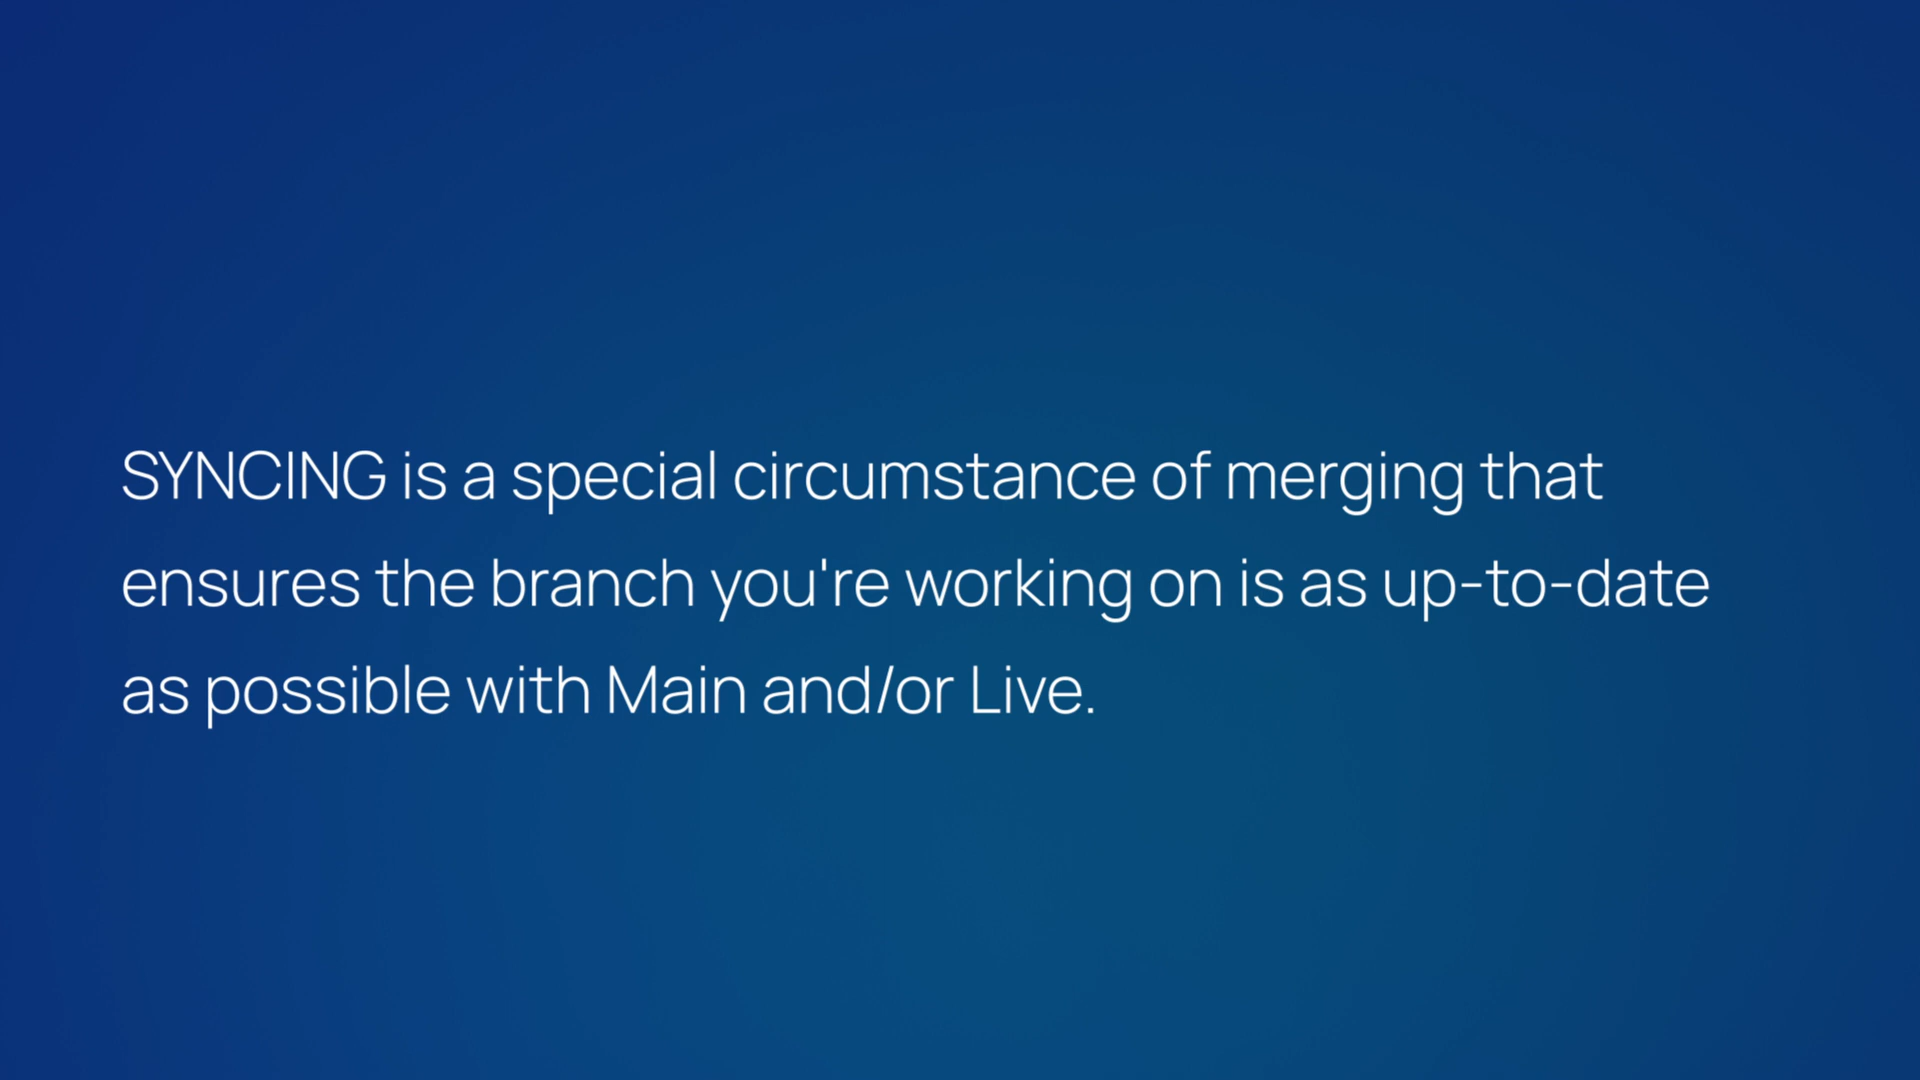 SYNCING is a special circumstance of merging that
ensures the branch you're working on is as up-to-date
as possible with Main and/or Live.